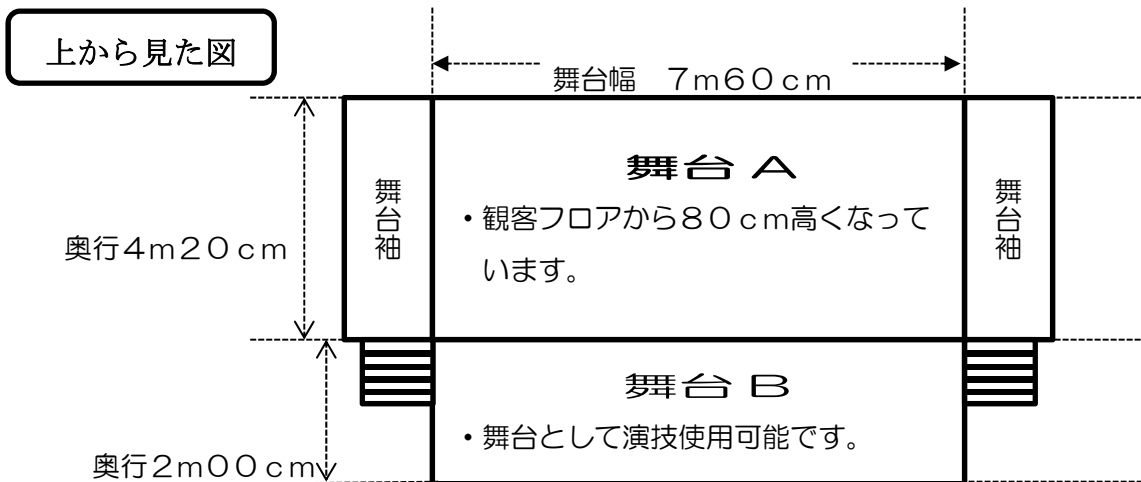 上から見た図
舞台幅　７ｍ６０ｃｍ
舞台Ａ
・観客フロアから８０ｃｍ高くなって
います。
舞台袖
舞台袖
奥行４ｍ２０ｃｍ
舞台Ｂ
・舞台として演技使用可能です。
奥行２ｍ００ｃｍ